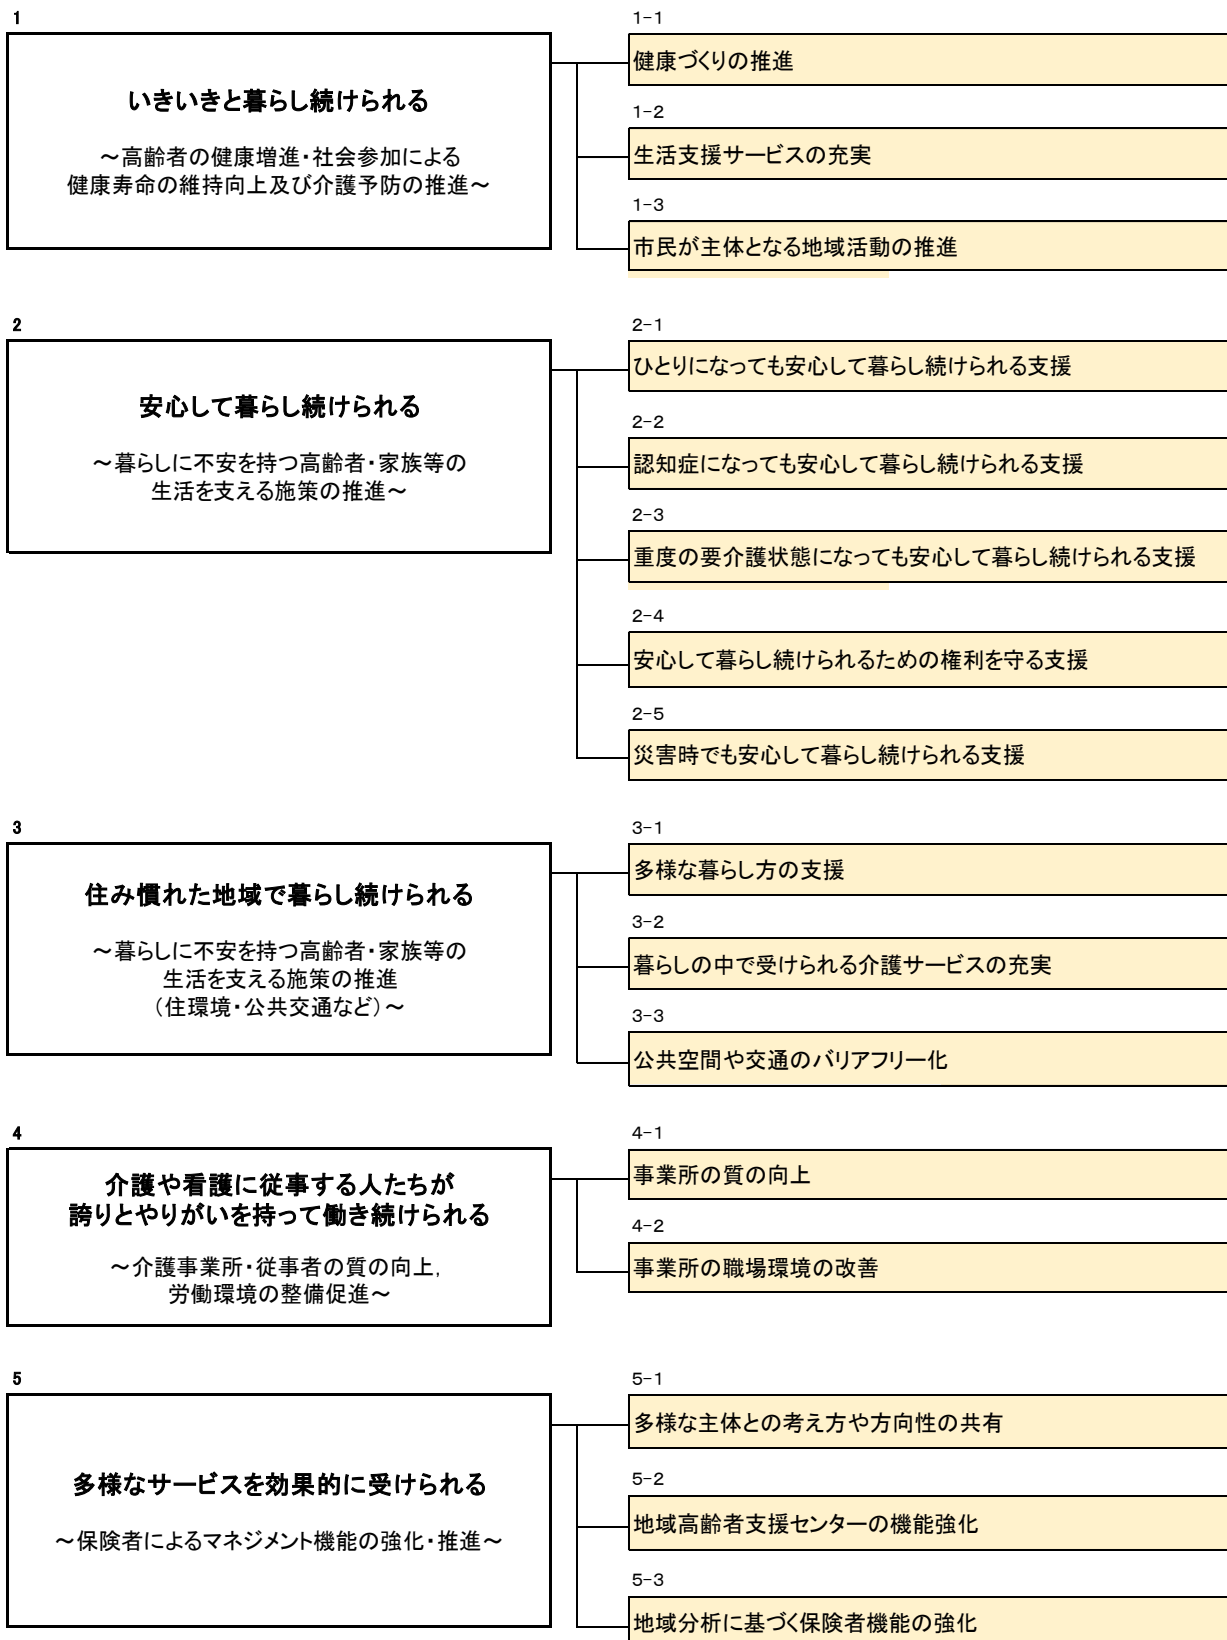 1
いきいきと暮らし続けられる
～高齢者の健康増進・社会参加による
健康寿命の維持向上及び介護予防の推進～
1-1
健康づくりの推進
1-2
生活支援サービスの充実
1-3
市民が主体となる地域活動の推進
2
安心して暮らし続けられる
～暮らしに不安を持つ高齢者・家族等の
生活を支える施策の推進～
2-1
ひとりになっても安心して暮らし続けられる支援
2-2
認知症になっても安心して暮らし続けられる支援
2-3
重度の要介護状態になっても安心して暮らし続けられる支援
2-4
安心して暮らし続けられるための権利を守る支援
2-5
災害時でも安心して暮らし続けられる支援
3
住み慣れた地域で暮らし続けられる
～暮らしに不安を持つ高齢者・家族等の
生活を支える施策の推進
（住環境・公共交通など）～
3-1
多様な暮らし方の支援
3-2
暮らしの中で受けられる介護サービスの充実
3-3
公共空間や交通のバリアフリー化
4
介護や看護に従事する人たちが
誇りとやりがいを持って働き続けられる
～介護事業所・従事者の質の向上，
労働環境の整備促進～
4-1
事業所の質の向上
4-2
事業所の職場環境の改善
5
多様なサービスを効果的に受けられる
～保険者によるマネジメント機能の強化・推進～
5-1
多様な主体との考え方や方向性の共有
5-2
地域高齢者支援センターの機能強化
5-3
地域分析に基づく保険者機能の強化